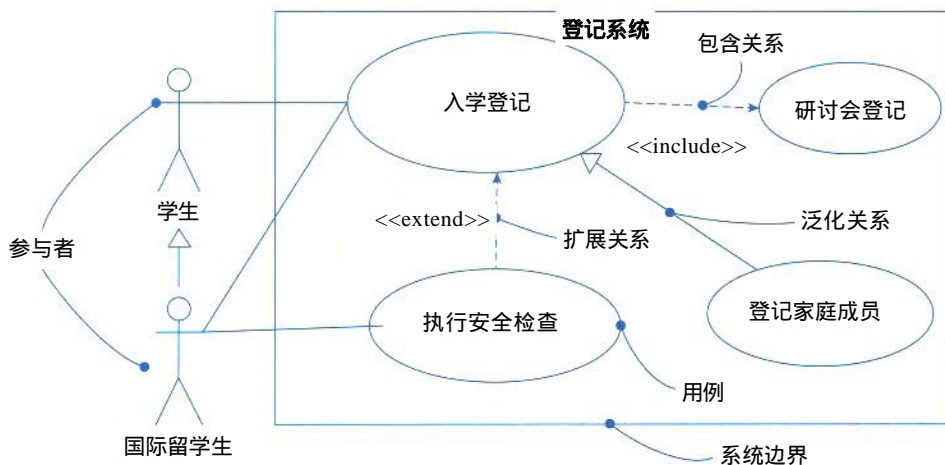 登记系统
包含关系
入学登记
研讨会登记
<<include>>
学生
<<extend>>
扩展关系
泛化关系
参与者
执行安全检查
登记家庭成员
用例
国际留学生
系统边界